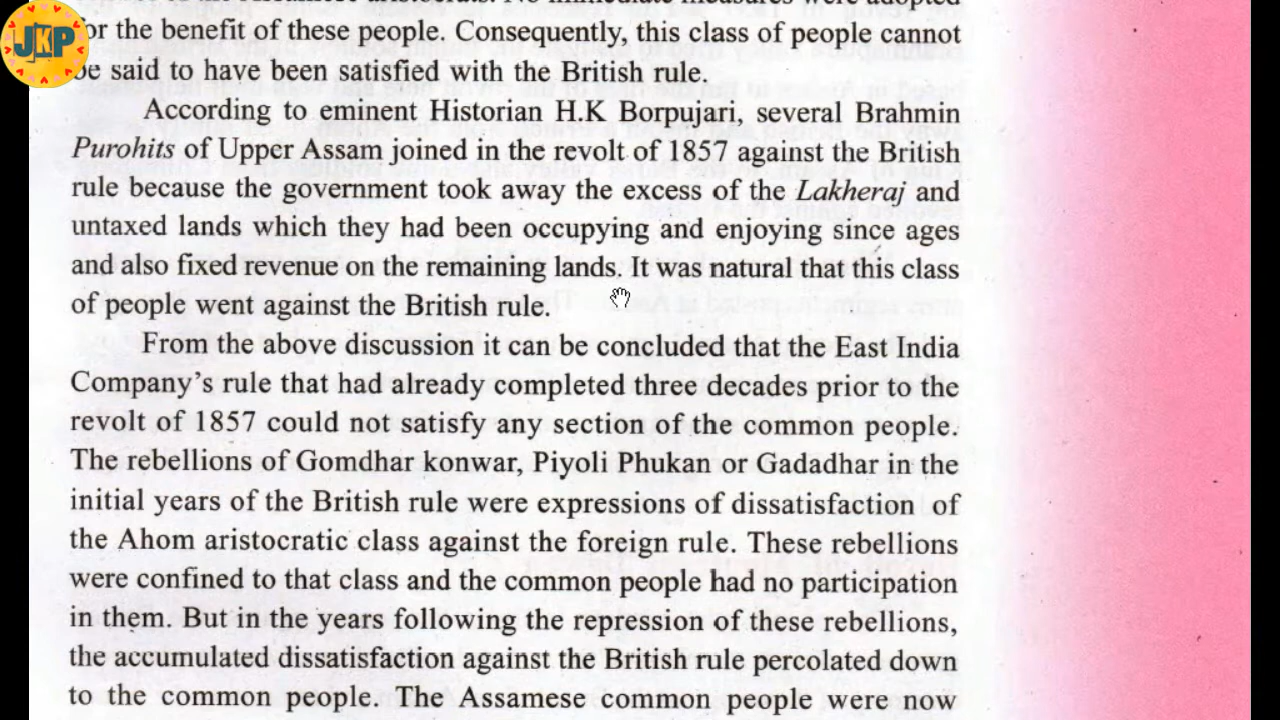 JKP
for the benefit of these people. Consequently, this class of people cannot
be said to have been satisfied with the British rule.
According to eminent Historian H.K Borpujari, several Brahmin
Purohits of Upper Assam joined in the revolt of 1857 against the British
rule because the government took away the excess of the Lakheraj and
untaxed lands which they had been occupying and enjoying since ages
and also fixed revenue on the remaining lands. It was natural that this class
of people went against the British rule.
From the above discussion it can be concluded that the East India
Company's rule that had already completed three decades prior to the
revolt of 1857 could not satisfy any section of the common people.
The rebellions of Gomdhar konwar, Piyoli Phukan or Gadadhar in the
initial years of the British rule were expressions of dissatisfaction of
the Ahom aristocratic class against the foreign rule. These rebellions
were confined to that class and the common people had no participation
in them. But in the years following the repression of these rebellions,
the accumulated dissatisfaction against the British rule percolated down
to the common people. The Assamese common people were now